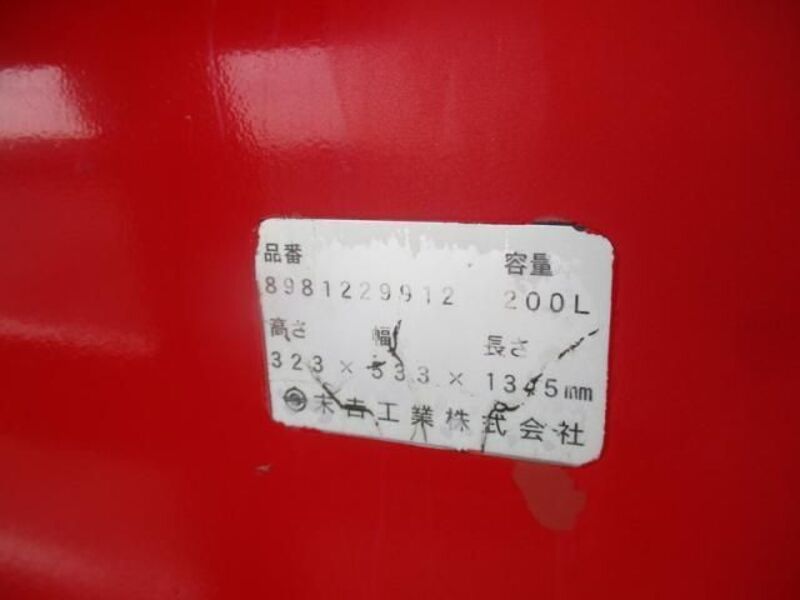 品番 容量
8981229912 200L
高さ 幅 長さ
323 × 533 × 1345mm
末吉工業株式会社